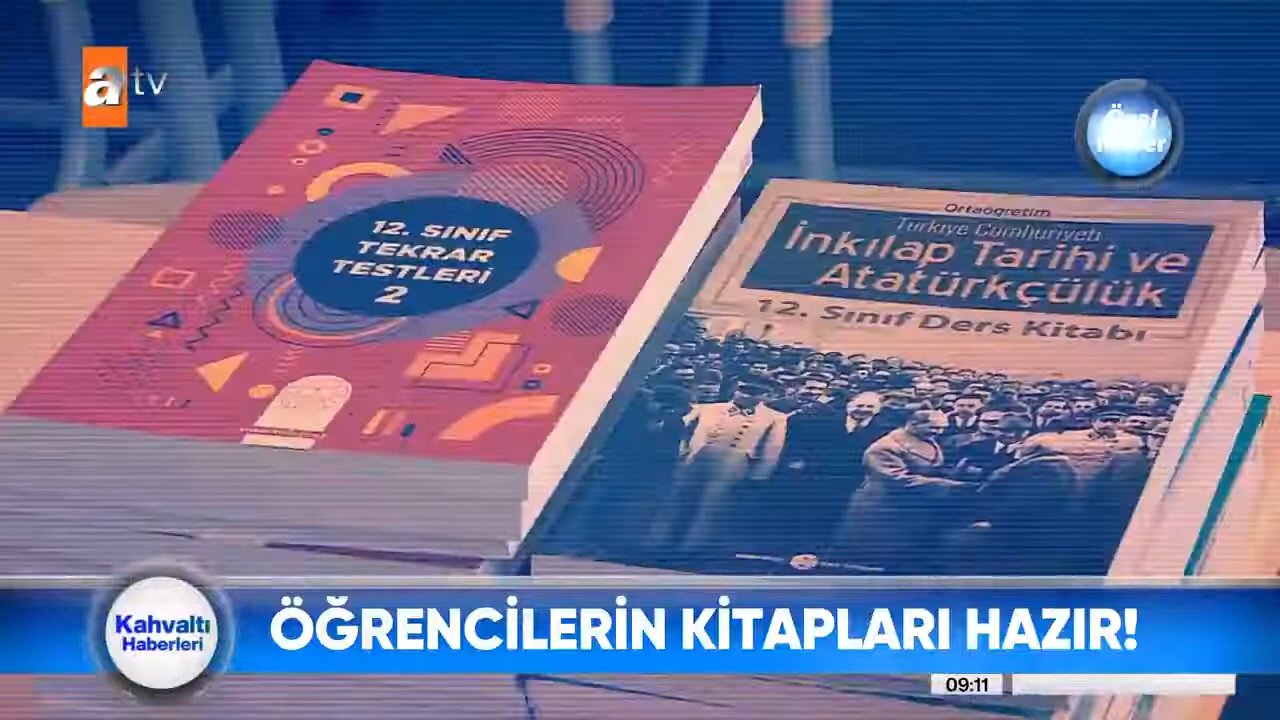 a tv
Özel
Haber
12. SINIF
TEKRAR
TESTLERİ
2
Ortaöğretim
Türkiye Cumhuriyeti
İnkılap Tarihi ve
Atatürkçülük
12. Sınıf Ders Kitabı
Kahvaltı
Haberleri
ÖĞRENCİLERİN KİTAPLARI HAZIR!
09:11